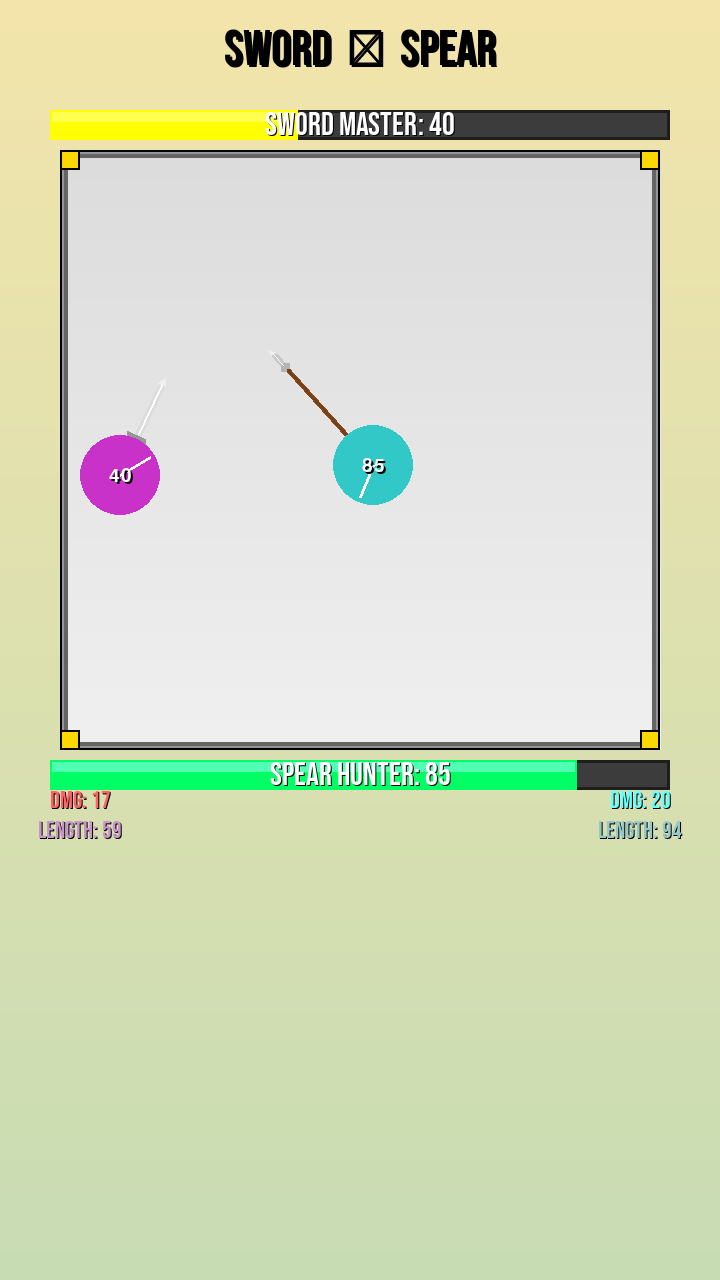 SWORD ⚔ SPEAR
SWORD MASTER: 40
40
85
SPEAR HUNTER: 85
DMG: 17
DMG: 20
LENGTH: 59
LENGTH: 94